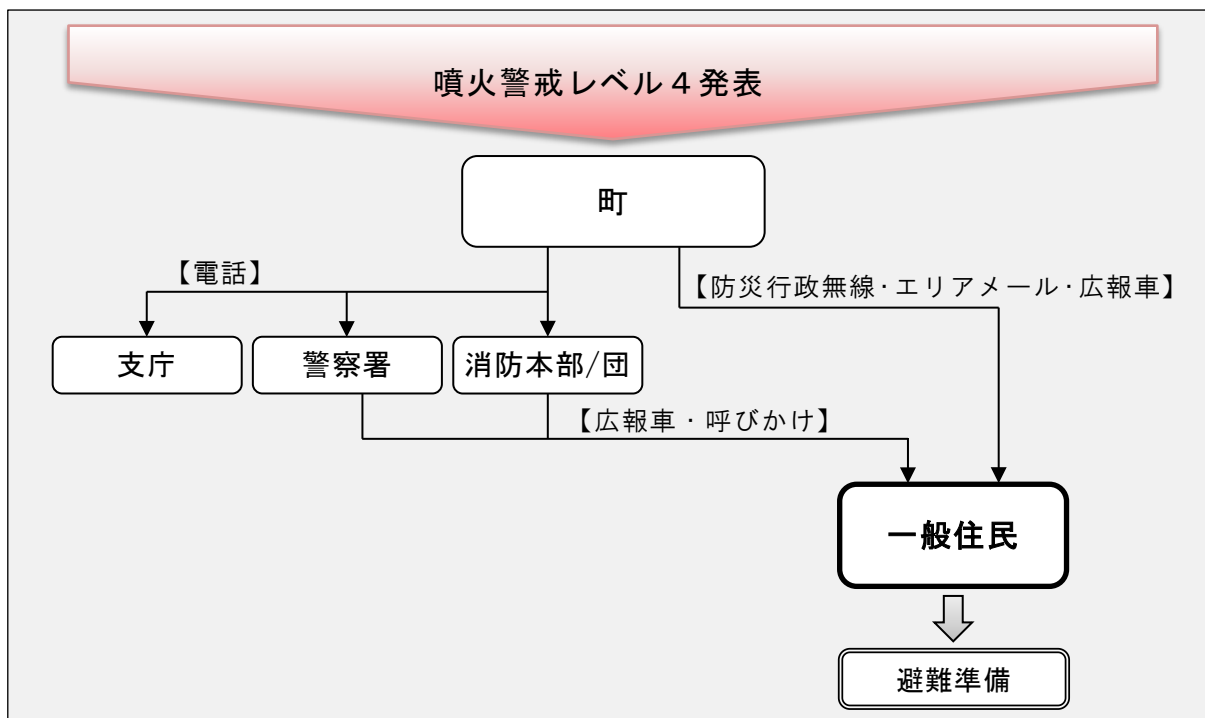 噴火警戒レベル４発表
町
【電話】
【防災行政無線・エリアメール・広報車】
支庁
警察署
消防本部/団
【広報車・呼びかけ】
一般住民
避難準備